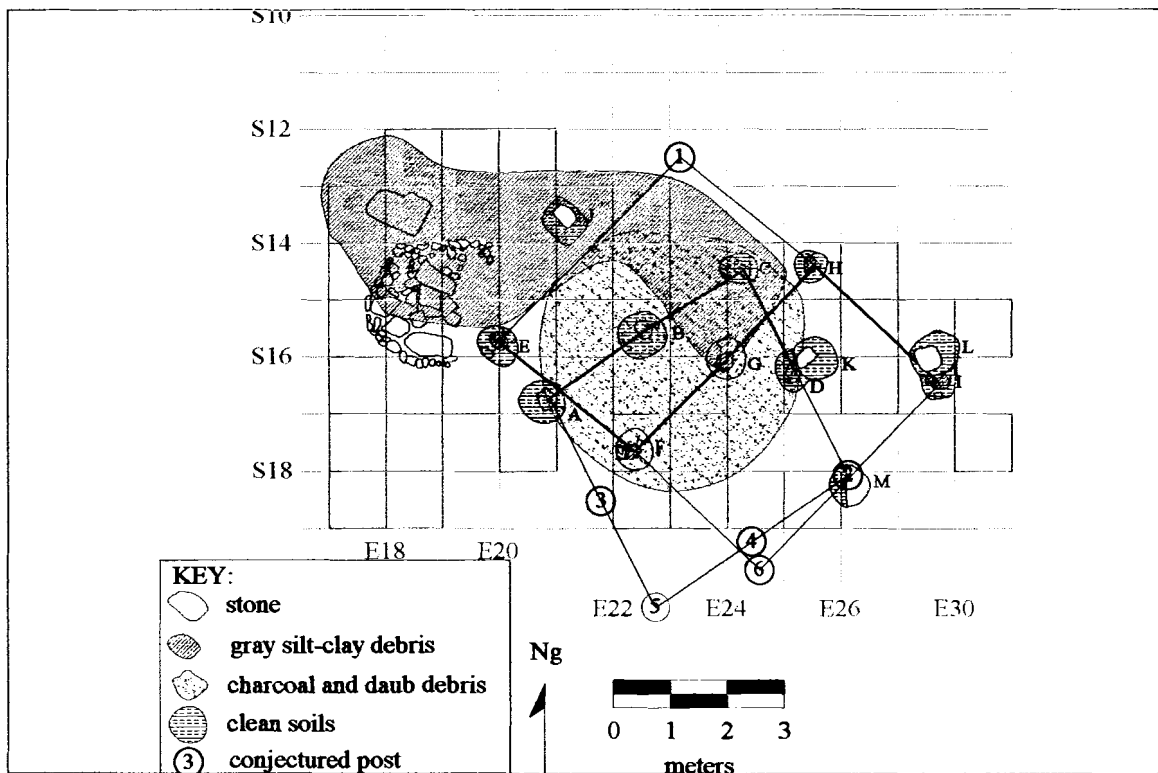 S10
1
S12
J
S14
C
H
B
E
S16
G
K
L
D
I
A
F
S18
2
M
3
4
E18 E20
6
5
E22 E24 E26 E30
KEY:
stone
gray silt-clay debris
charcoal and daub debris
clean soils
3 conjectured post
Ng
0 1 2 3
meters